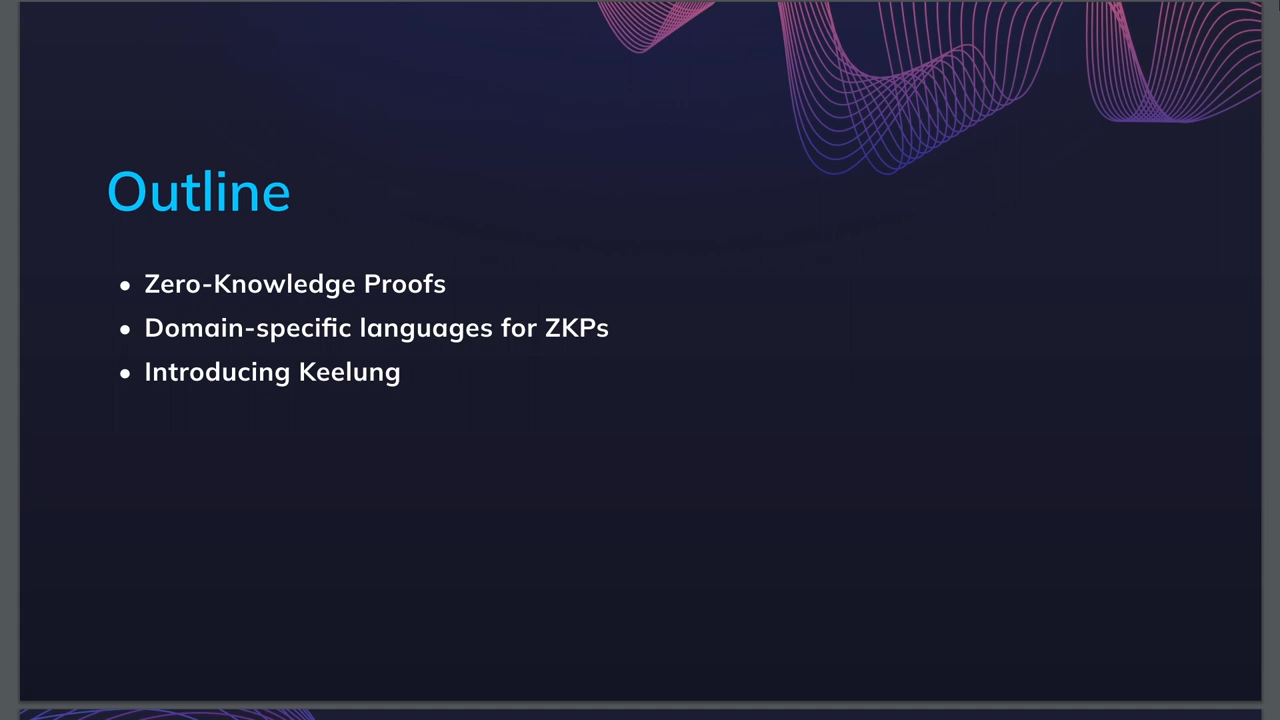 Outline
• Zero-Knowledge Proofs
• Domain-specific languages for ZKPs
• Introducing Keelung